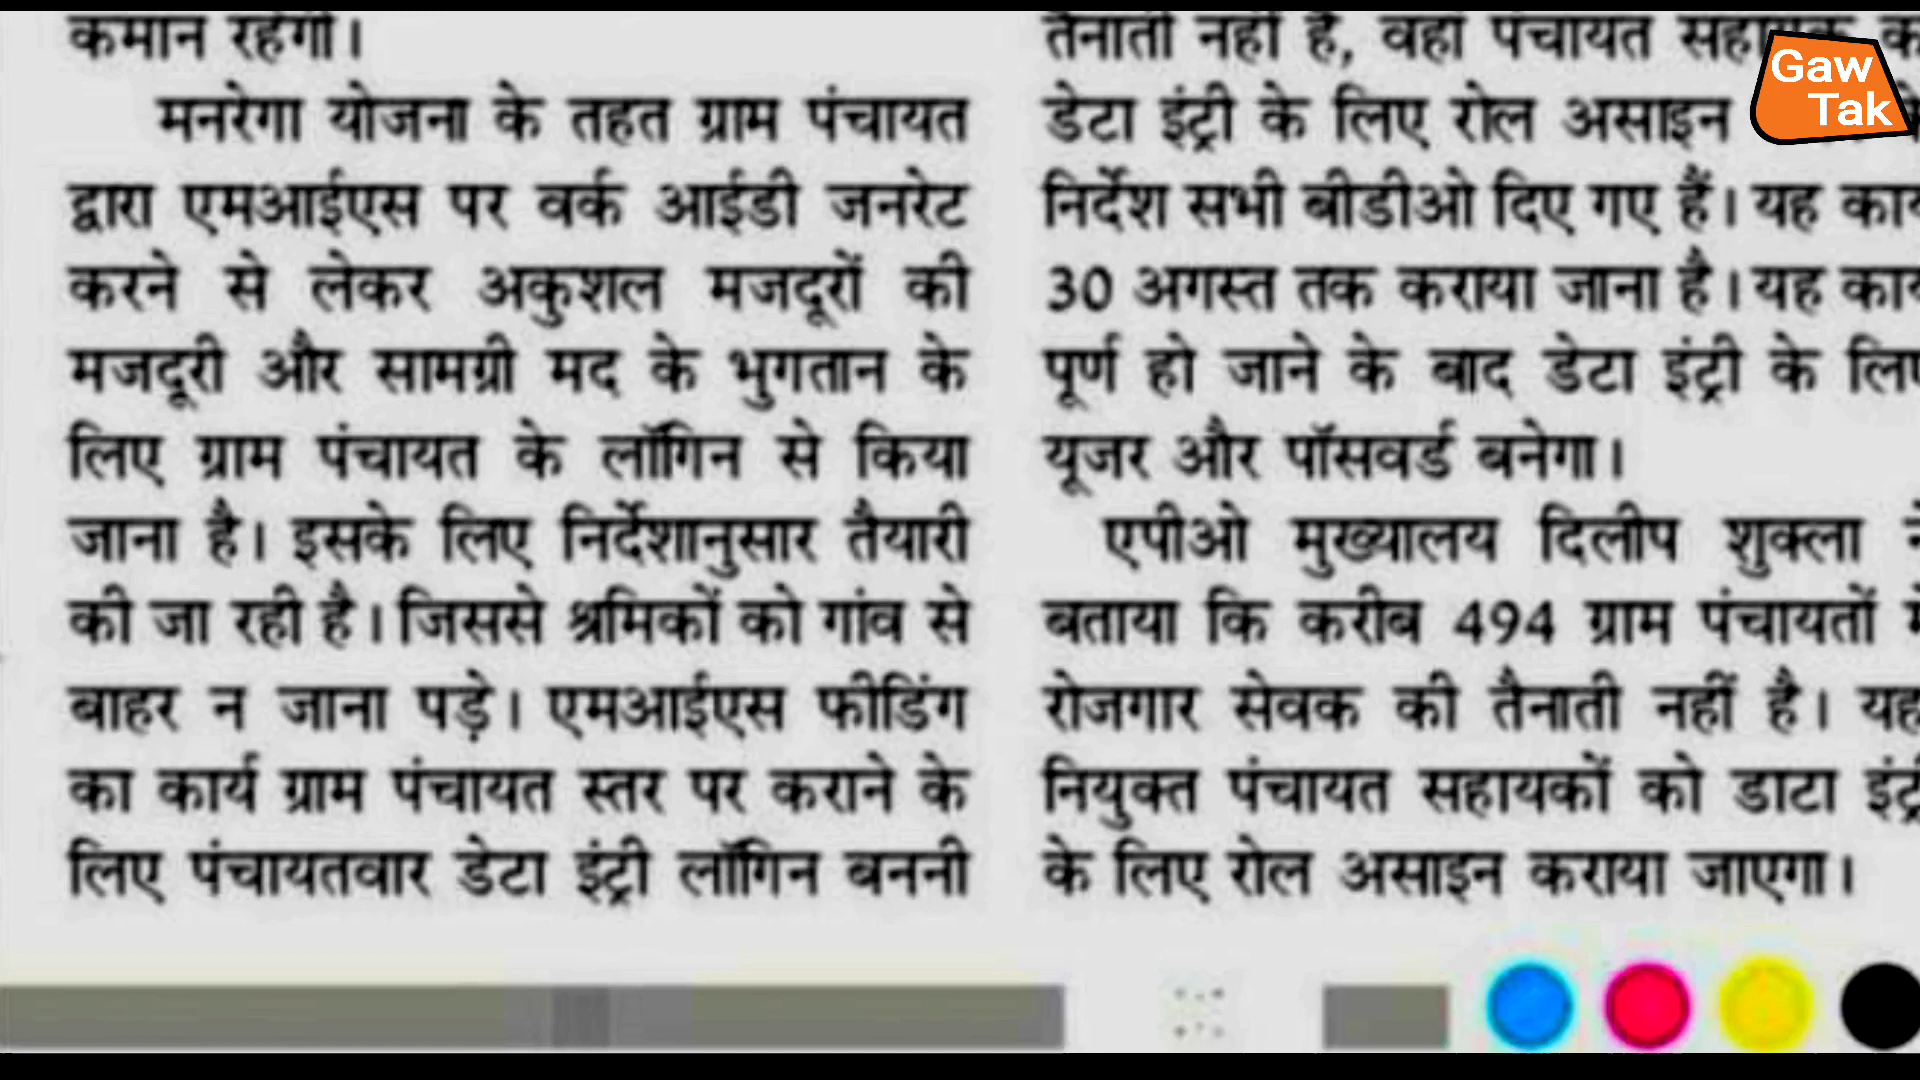 कमान रहेगी।
मनरेगा योजना के तहत ग्राम पंचायत
द्वारा एमआईएस पर वर्क आईडी जनरेट
करने से लेकर अकुशल मजदूरों की
मजदूरी और सामग्री मद के भुगतान के
लिए ग्राम पंचायत के लॉगिन से किया
जाना है। इसके लिए निर्देशानुसार तैयारी
की जा रही है। जिससे श्रमिकों को गांव से
बाहर न जाना पड़े। एमआईएस फीडिंग
का कार्य ग्राम पंचायत स्तर पर कराने के
लिए पंचायतवार डेटा इंट्री लॉगिन बननी
तैनाती नहीं है, वहां पंचायत
डेटा इंट्री के लिए रोल असाइन
निर्देश सभी बीडीओ दिए गए हैं। यह
30 अगस्त तक कराया जाना है। यह
पूर्ण हो जाने के बाद डेटा इंट्री के लिए
यूजर और पॉसवर्ड बनेगा।
एपीओ मुख्यालय दिलीप शुक्ला
बताया कि करीब 494 ग्राम पंचायतों
रोजगार सेवक की तैनाती नहीं है।
नियुक्त पंचायत सहायकों को डाटा इंट्री
के लिए रोल असाइन कराया जाएगा।
Gaw
Tak